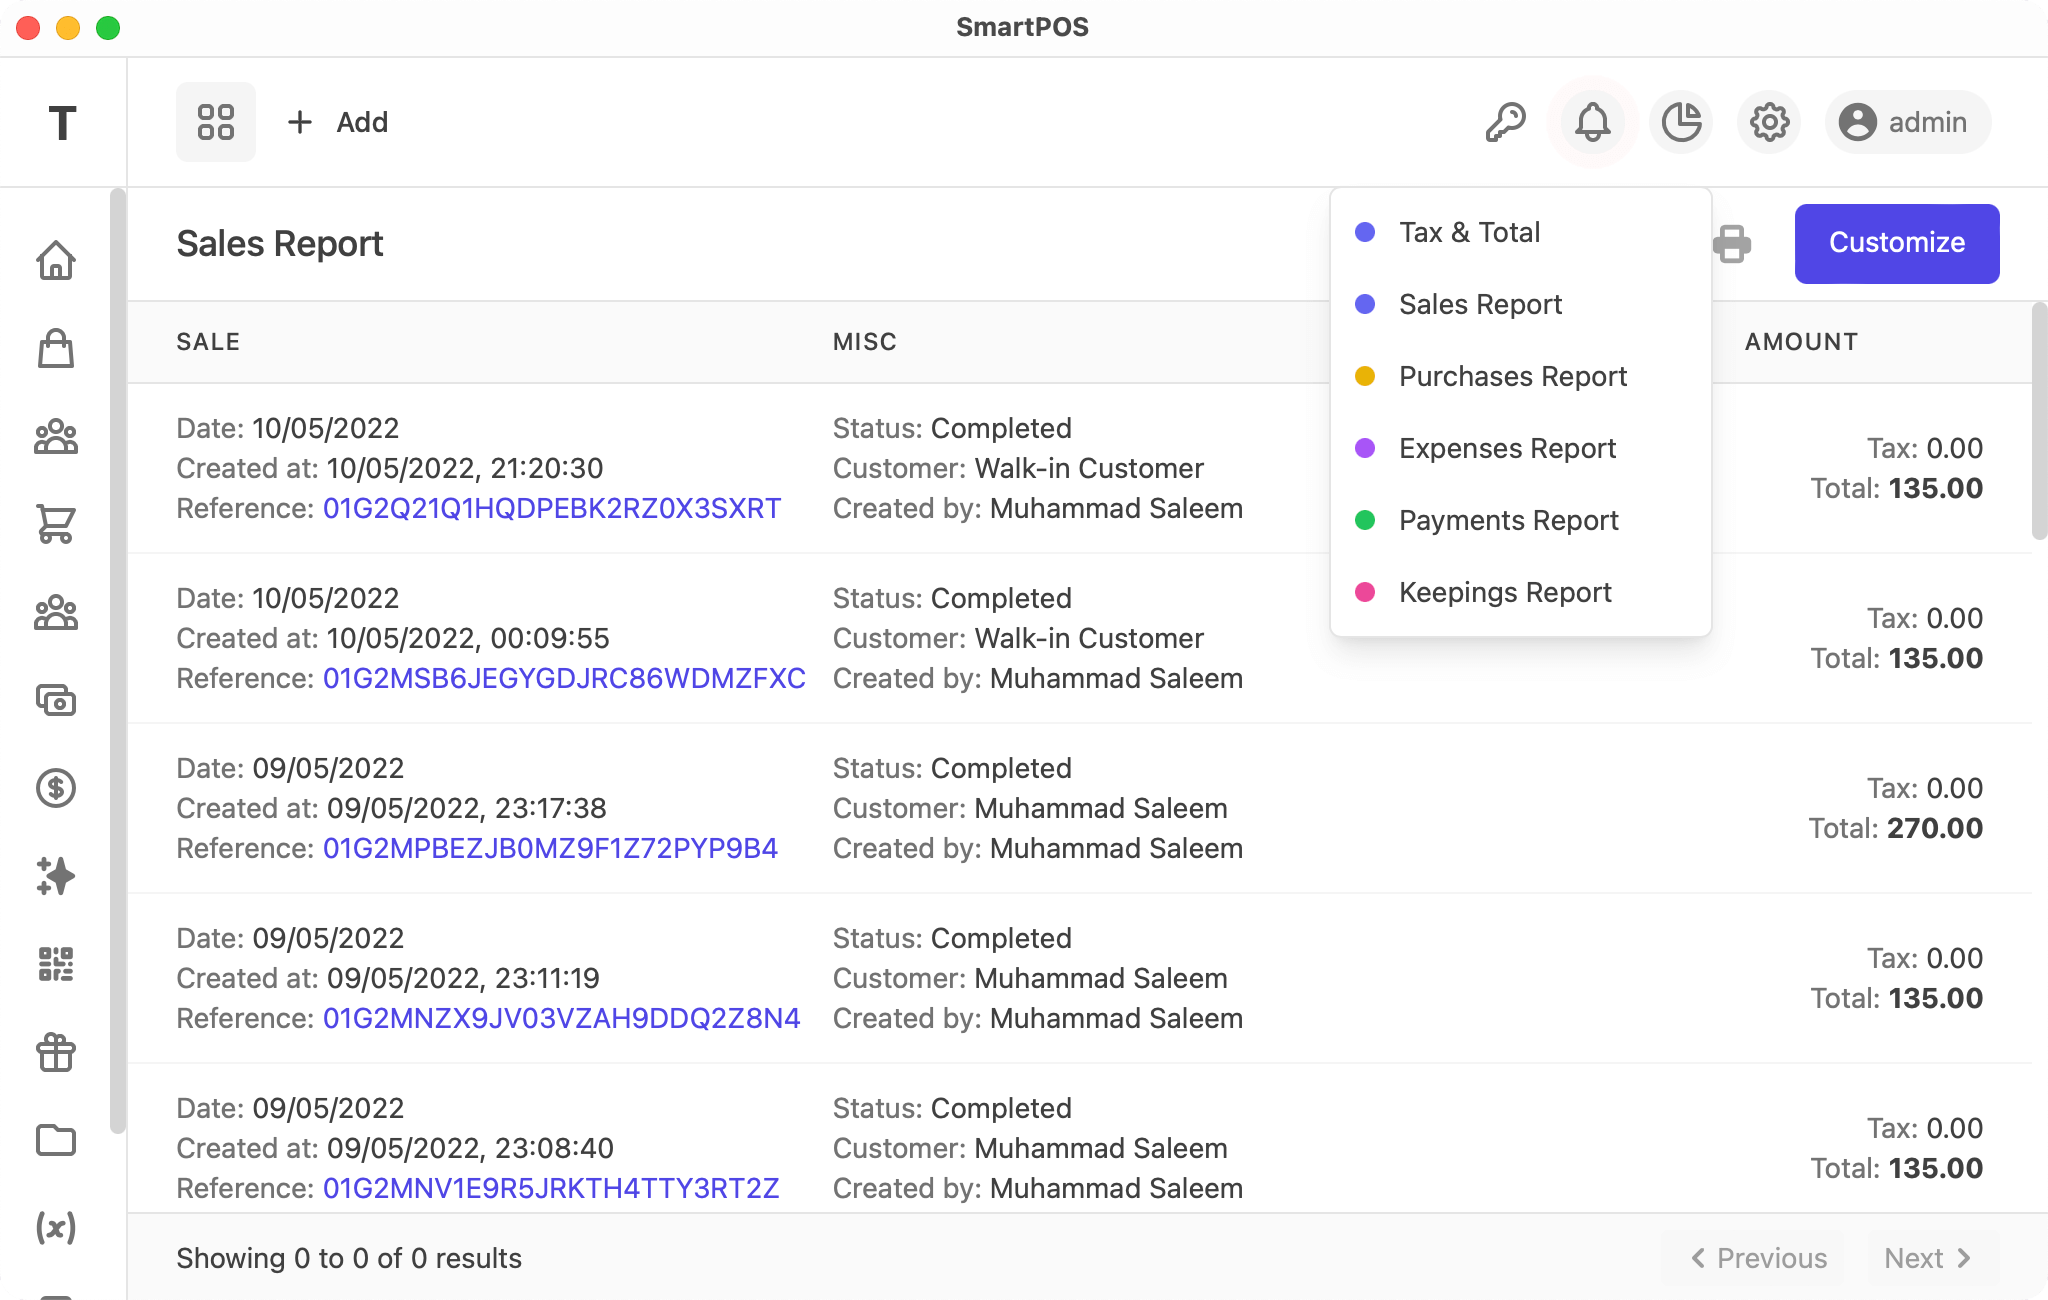 SmartPOS
T
Add
admin
Sales Report
Customize
Tax & Total
Sales Report
Purchases Report
Expenses Report
Payments Report
Keepings Report
SALE
MISC
AMOUNT
Date: 10/05/2022
Created at: 10/05/2022, 21:20:30
Reference: 01G2Q21Q1HQDPEBK2RZ0X3SXRT
Status: Completed
Customer: Walk-in Customer
Created by: Muhammad Saleem
Tax: 0.00
Total: 135.00
Date: 10/05/2022
Created at: 10/05/2022, 00:09:55
Reference: 01G2MSB6JEGYGDJRC86WDMZFXC
Status: Completed
Customer: Walk-in Customer
Created by: Muhammad Saleem
Tax: 0.00
Total: 135.00
Date: 09/05/2022
Created at: 09/05/2022, 23:17:38
Reference: 01G2MPBEZJB0MZ9F1Z72PYP9B4
Status: Completed
Customer: Muhammad Saleem
Created by: Muhammad Saleem
Tax: 0.00
Total: 270.00
Date: 09/05/2022
Created at: 09/05/2022, 23:11:19
Reference: 01G2MNZX9JV03VZAH9DDQ2Z8N4
Status: Completed
Customer: Muhammad Saleem
Created by: Muhammad Saleem
Tax: 0.00
Total: 135.00
Date: 09/05/2022
Created at: 09/05/2022, 23:08:40
Reference: 01G2MNV1E9R5JRKTH4TTY3RT2Z
Status: Completed
Customer: Muhammad Saleem
Created by: Muhammad Saleem
Tax: 0.00
Total: 135.00
Showing 0 to 0 of 0 results
Previous
Next